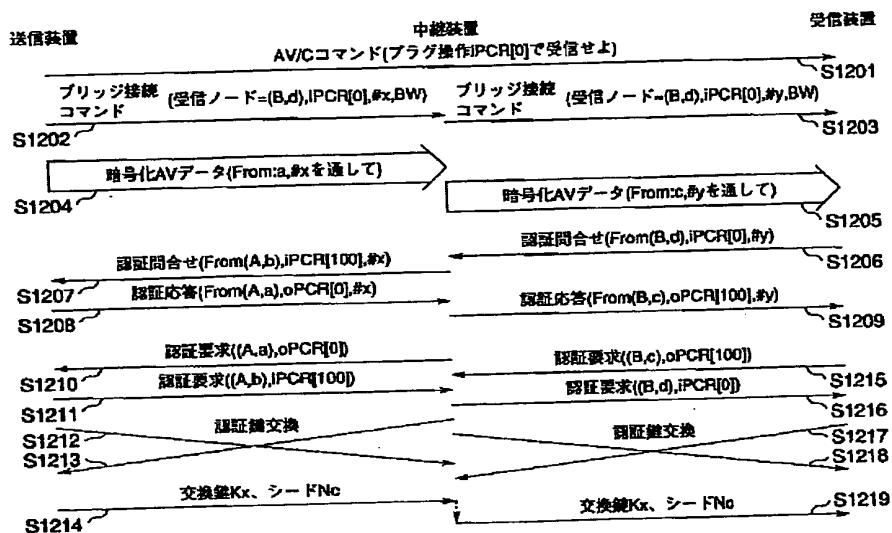 送信装置
中継装置
受信装置
AV/Cコマンド(プラグ操作iPCR[0]で受信せよ)
S1201
ブリッジ接続
コマンド
{受信ノード=(B,d),iPCR[0],#x,BW}
S1202
ブリッジ接続
コマンド
{受信ノード=(B,d),iPCR[0],#y,BW}
S1203
暗号化AVデータ(From:a,#xを通して)
S1204
暗号化AVデータ(From:c,#yを通して)
S1205
認証問合せ(From(B,d),iPCR[0],#y)
S1206
認証問合せ(From(A,b),iPCR[100],#x)
S1207
認証応答(From(A,a),oPCR[0],#x)
S1208
認証応答(From(B,c),oPCR[100],#y)
S1209
認証要求((A,a),oPCR[0])
S1210
認証要求((B,c),oPCR[100])
S1215
認証要求((A,b),iPCR[100])
S1211
認証要求((B,d),iPCR[0])
S1216
S1212
認証鍵交換
S1213
認証鍵交換
S1217
S1218
交換鍵Kx、シードNc
S1214
交換鍵Kx、シードNc
S1219